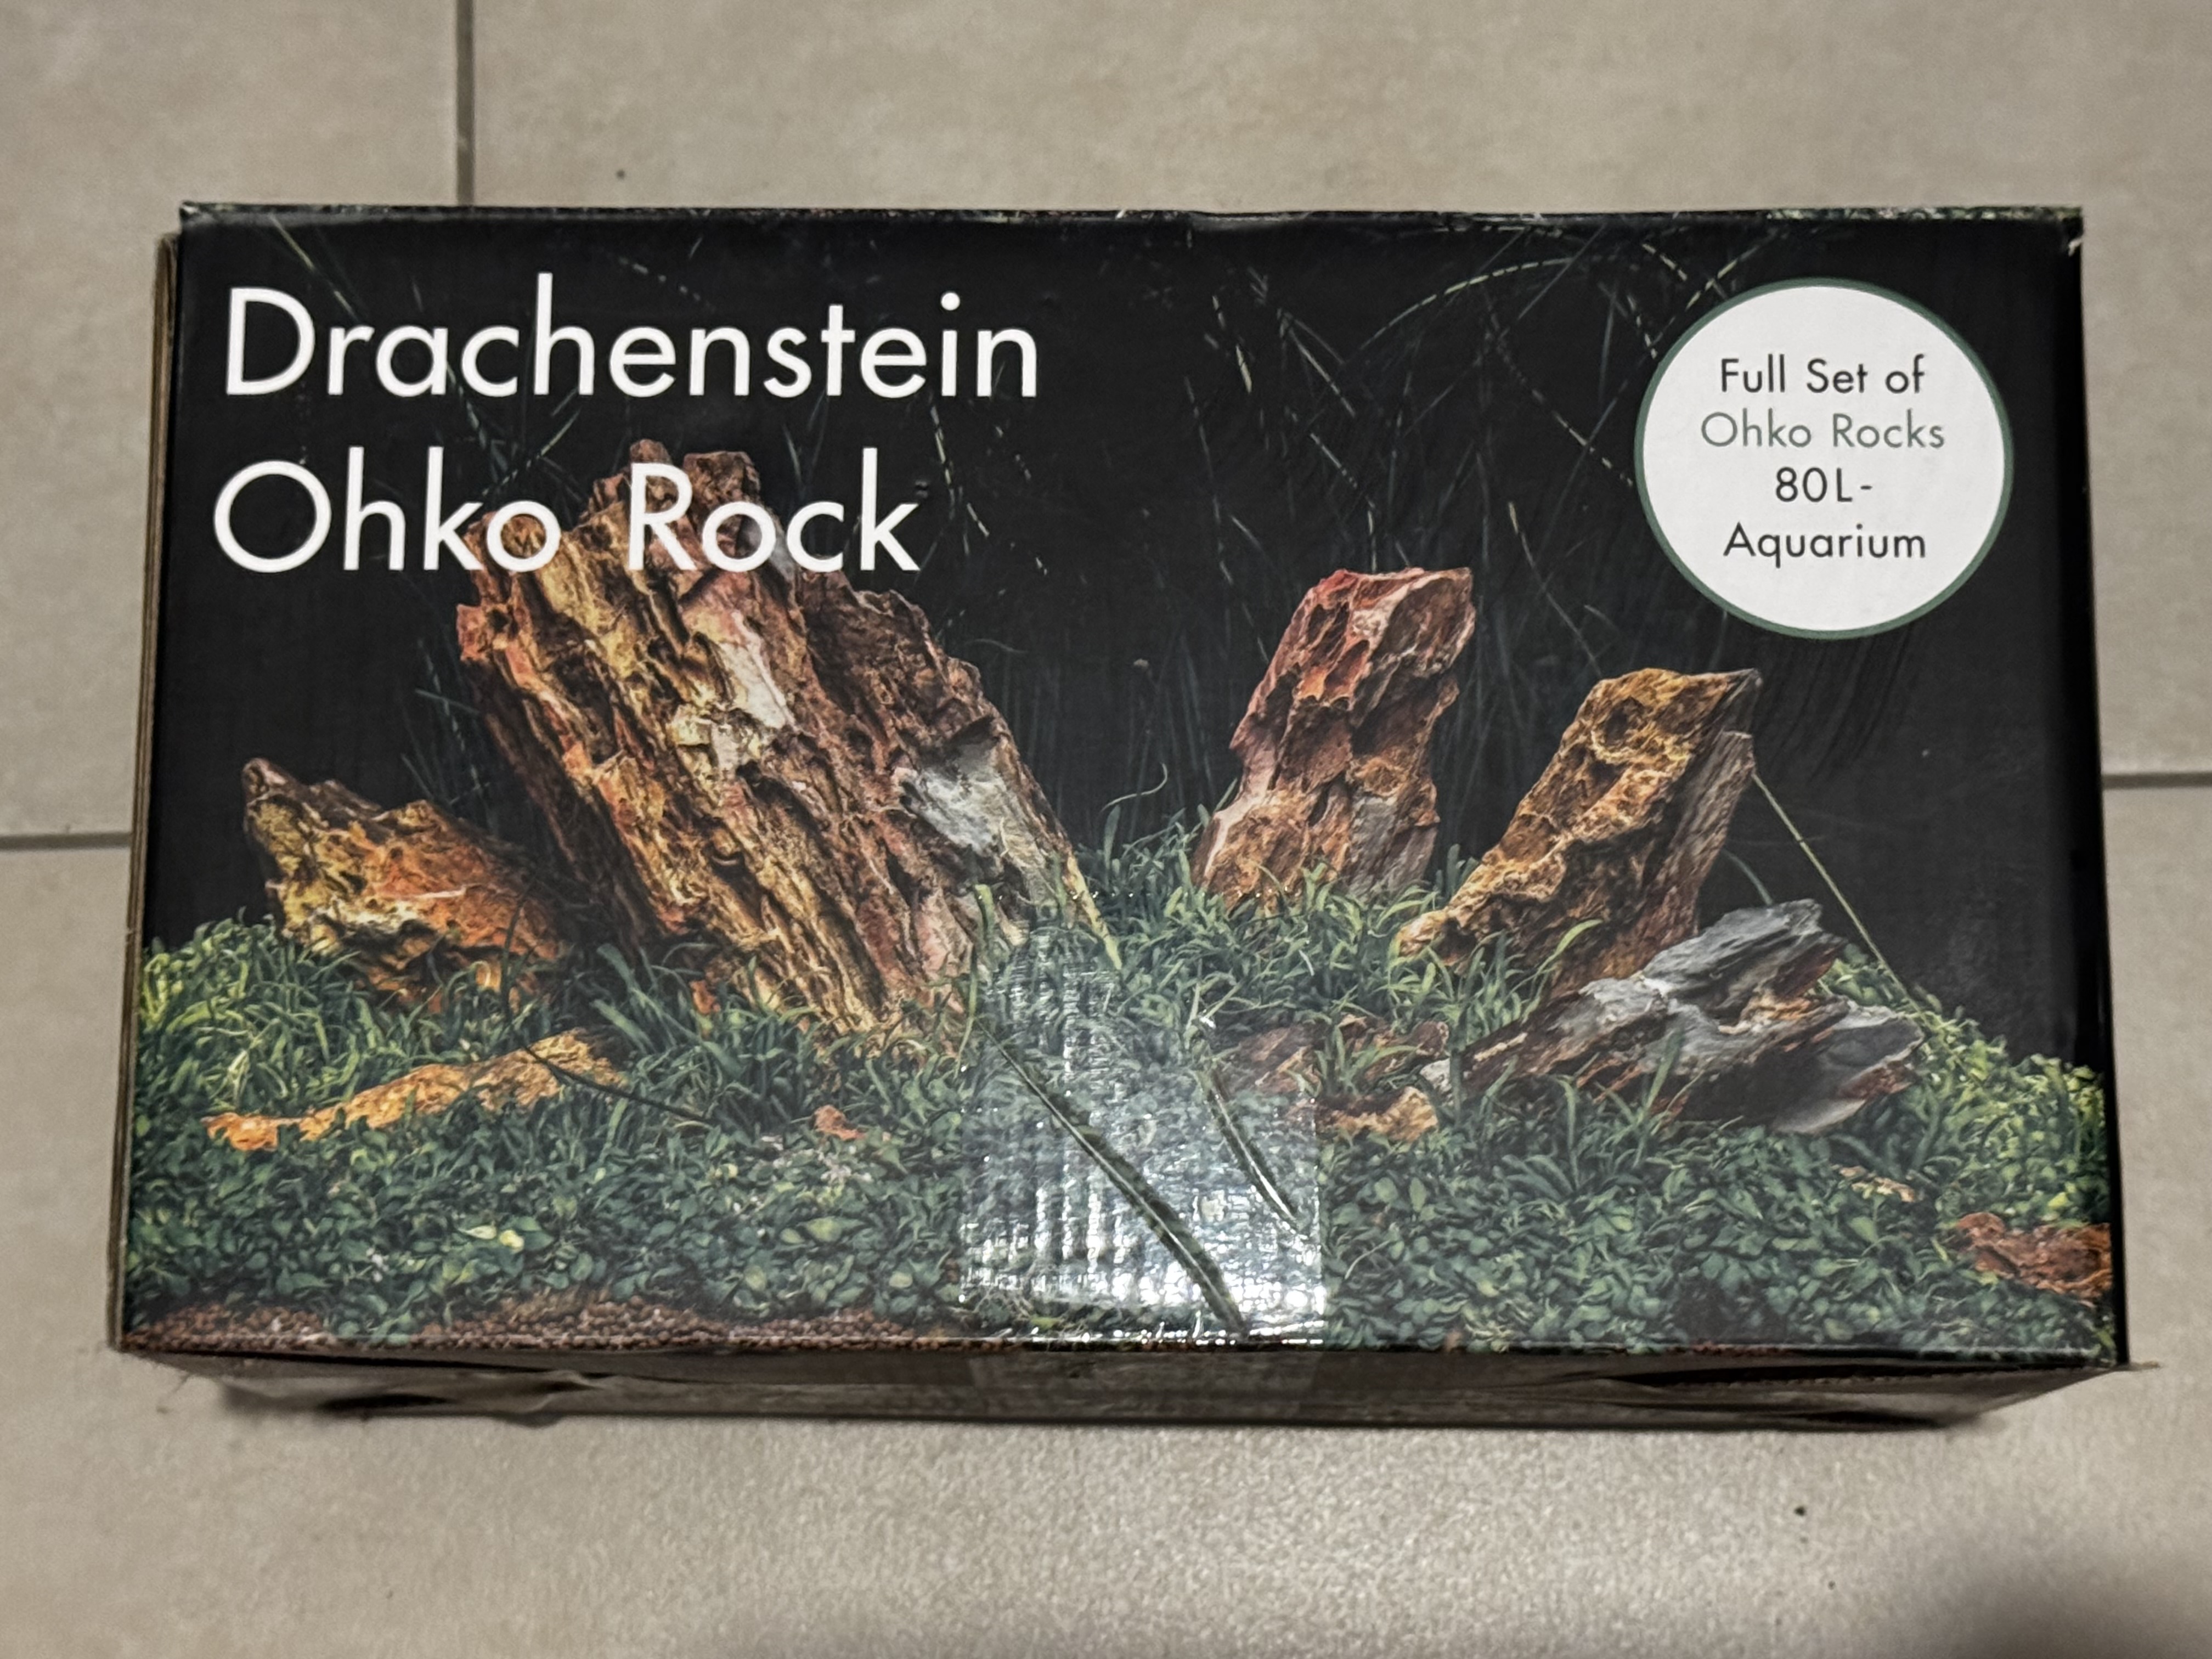 Drachenstein
Ohko Rock
Full Set of
Ohko Rocks
80L-
Aquarium